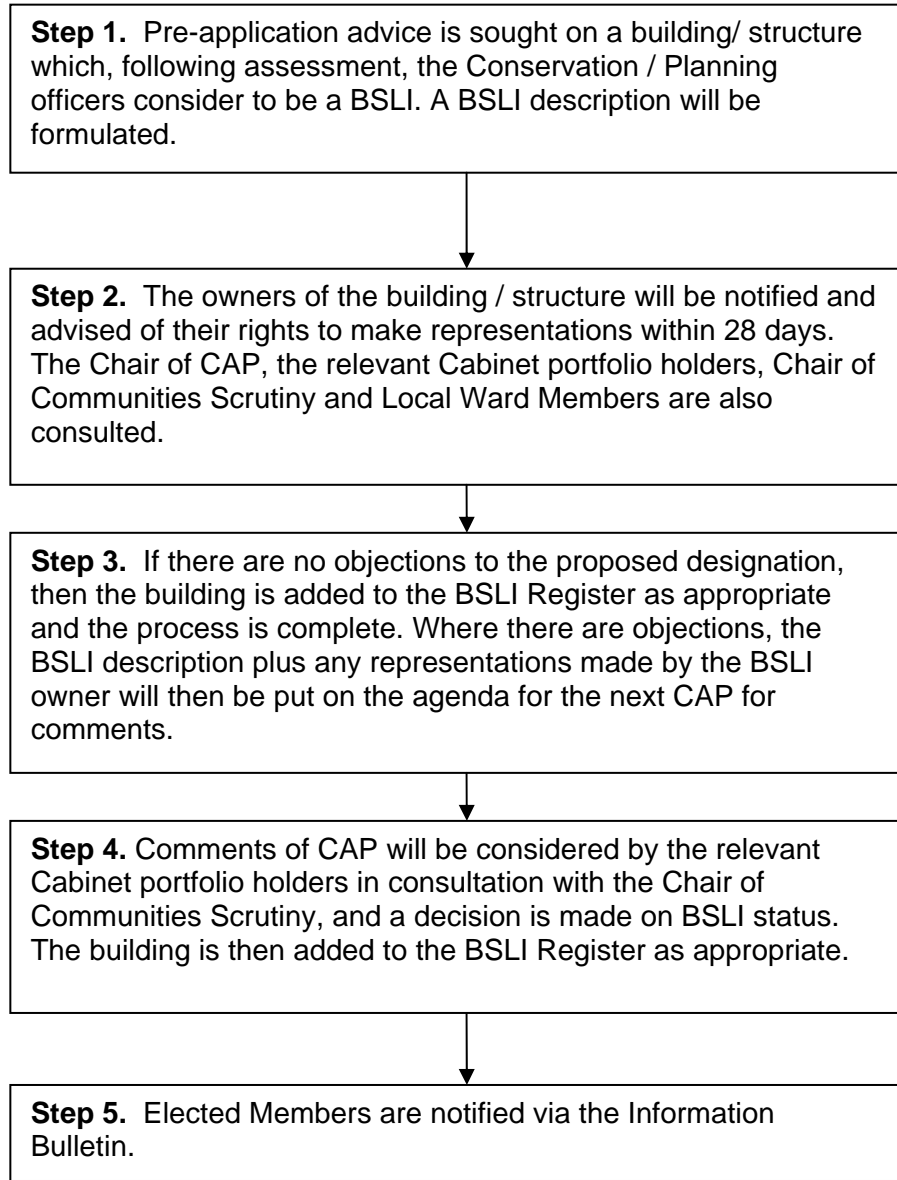 Step 1.  Pre-application advice is sought on a building/ structure
which, following assessment, the Conservation / Planning
officers consider to be a BSLI. A BSLI description will be
formulated.
Step 2.  The owners of the building / structure will be notified and
advised of their rights to make representations within 28 days.
The Chair of CAP, the relevant Cabinet portfolio holders, Chair of
Communities Scrutiny and Local Ward Members are also
consulted.
Step 3.  If there are no objections to the proposed designation,
then the building is added to the BSLI Register as appropriate
and the process is complete. Where there are objections, the
BSLI description plus any representations made by the BSLI
owner will then be put on the agenda for the next CAP for
comments.
Step 4. Comments of CAP will be considered by the relevant
Cabinet portfolio holders in consultation with the Chair of
Communities Scrutiny, and a decision is made on BSLI status.
The building is then added to the BSLI Register as appropriate.
Step 5.  Elected Members are notified via the Information
Bulletin.